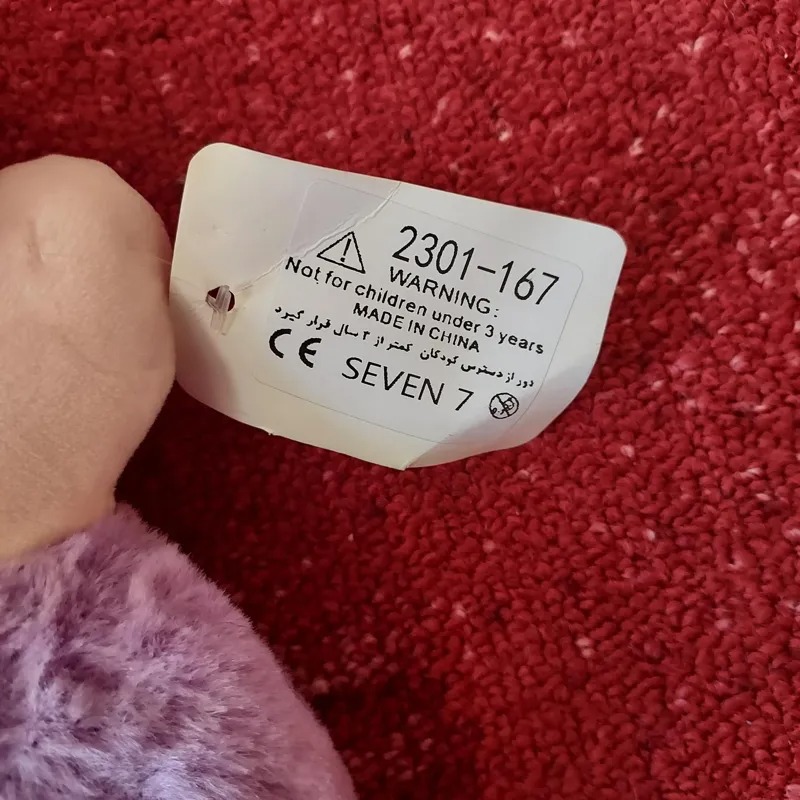 2301-167
WARNING:
Not for children under 3 years
MADE IN CHINA
دور از دسترس کودکان کمتر از ۳ سال قرار گیرد
CE SEVEN 7